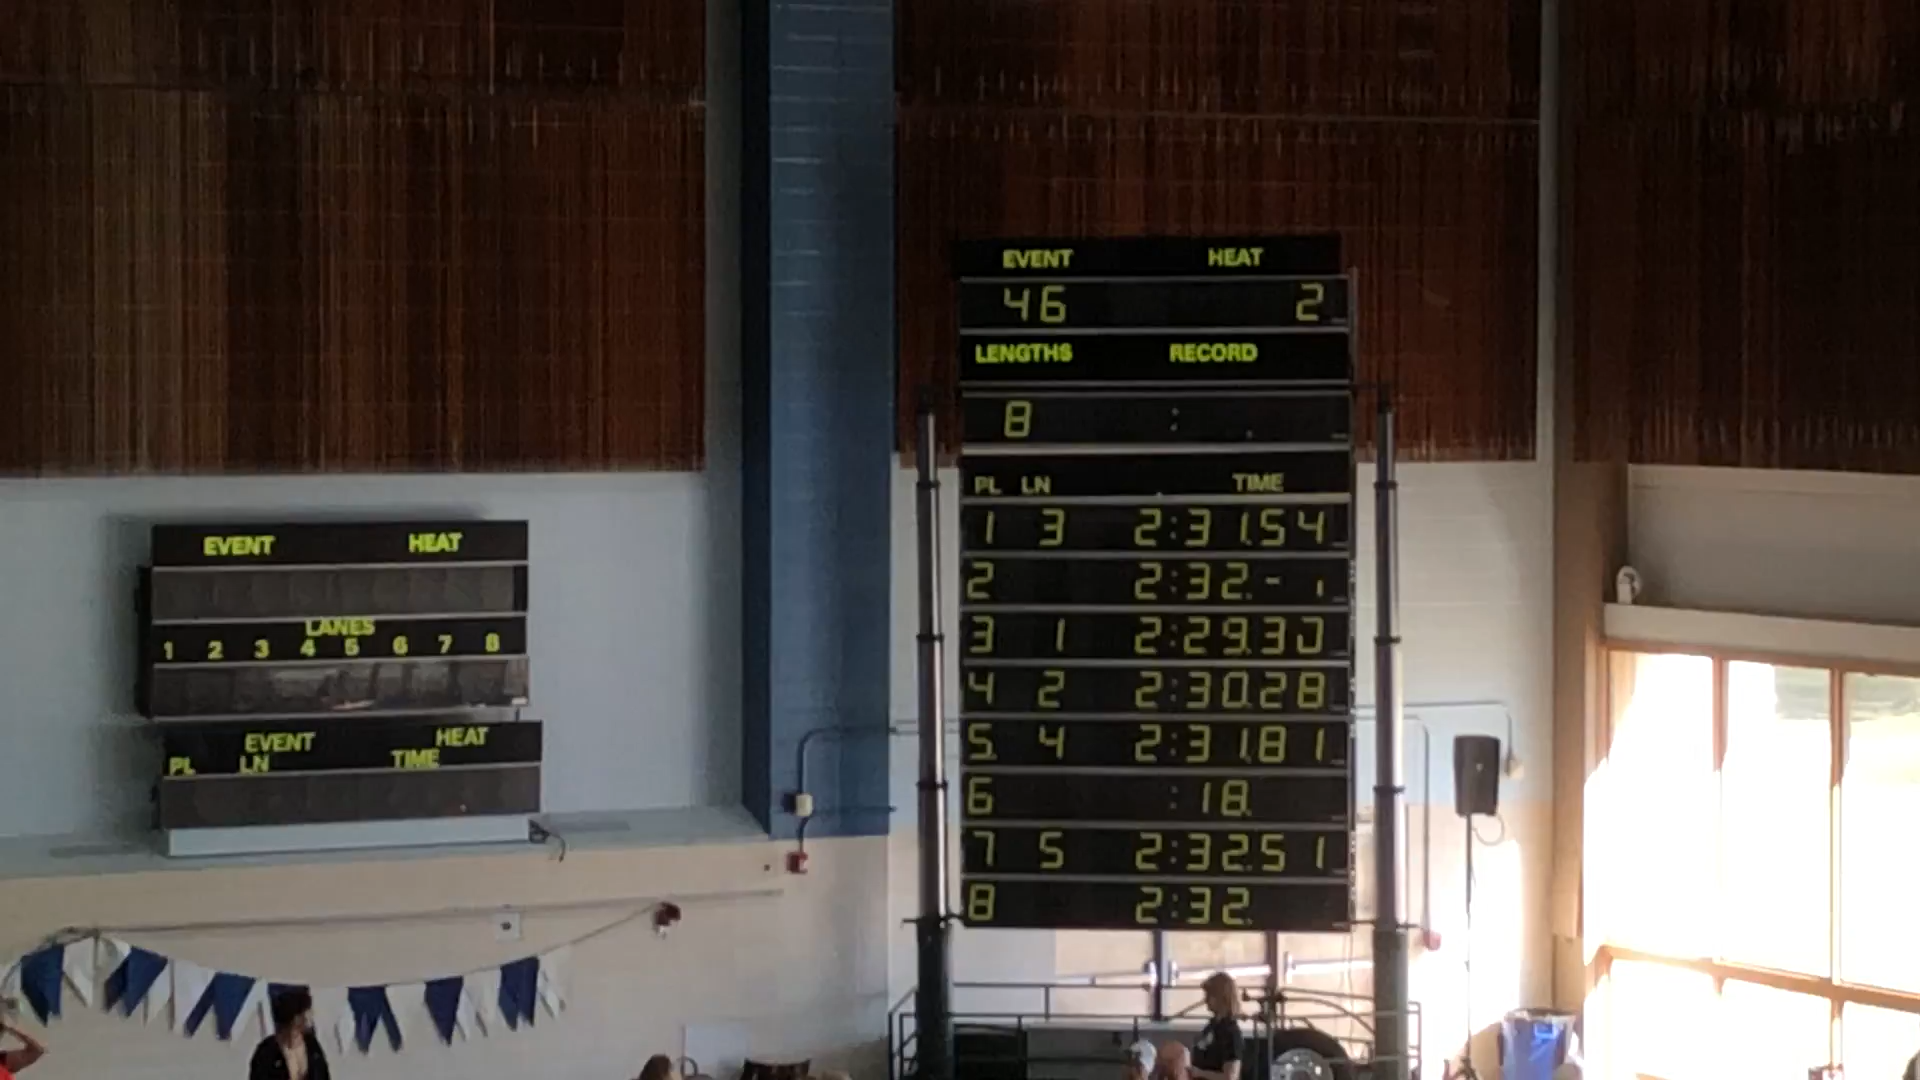 EVENT HEAT
46 2
LENGTHS RECORD
8 : .
PL LN TIME
1 3 2:31.54
2 2:32.
3 1 2:29.30
4 2 2:30.28
5 4 2:31.81
6 :18.
7 5 2:32.51
8 2:32.
EVENT HEAT
LANES
1 2 3 4 5 6 7 8
EVENT HEAT
PL LN TIME